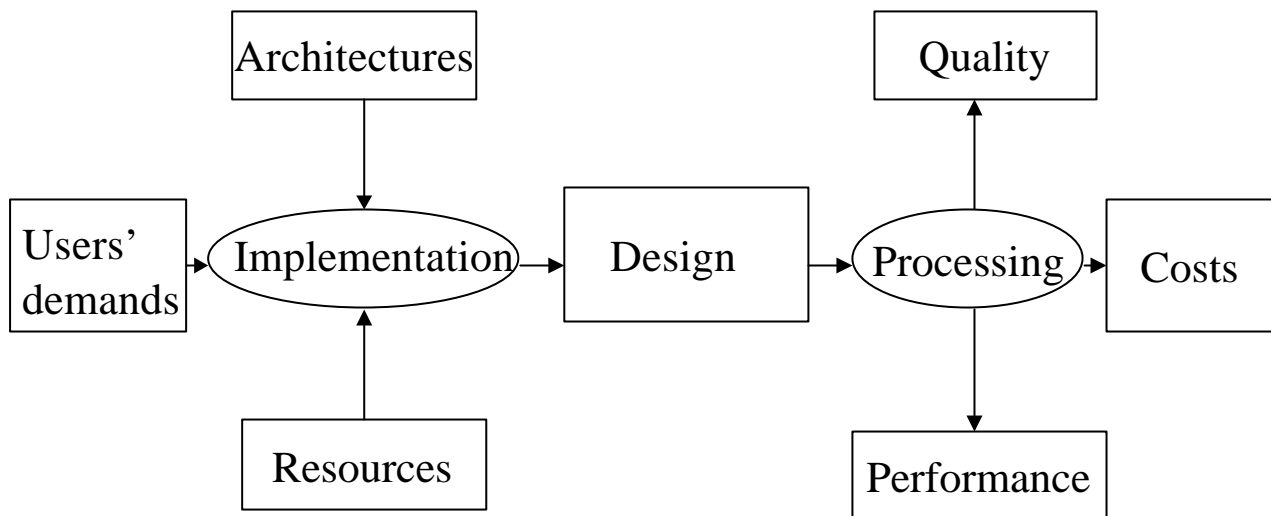 Architectures
Quality
Users’
demands
Implementation
Design
Processing
Costs
Resources
Performance